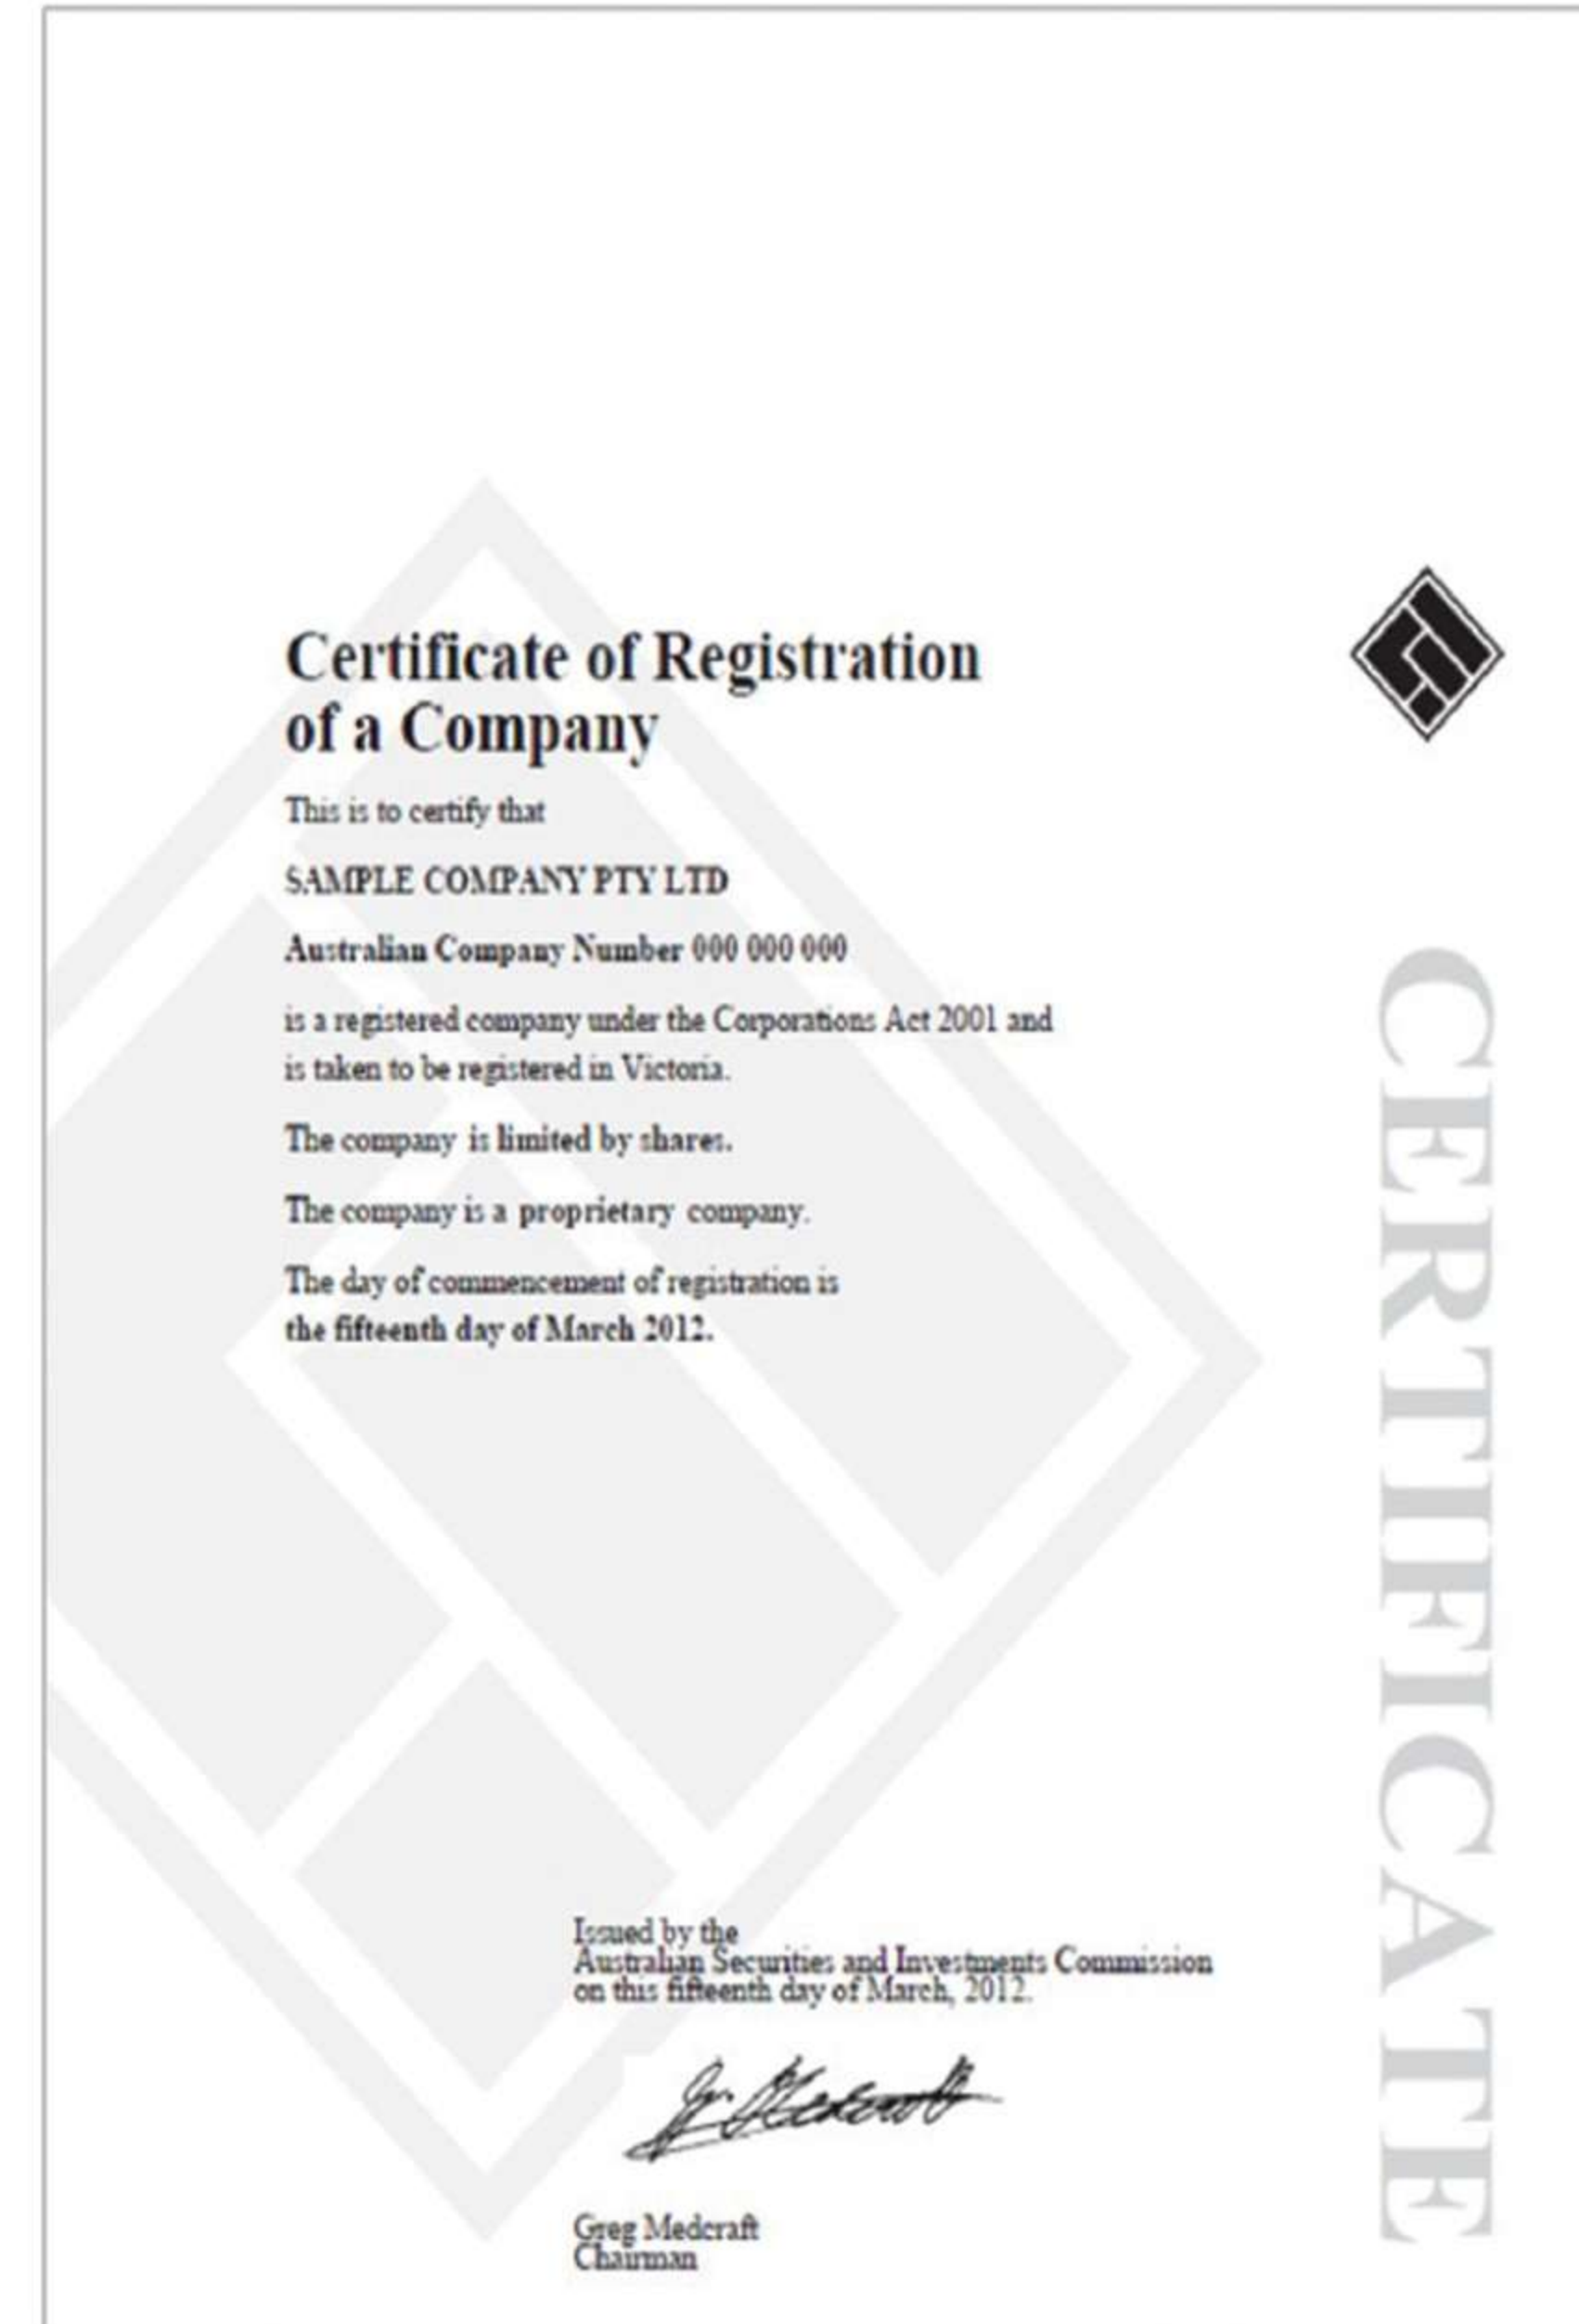 Certificate of Registration
of a Company
This is to certify that
SAMPLE COMPANY PTY LTD
Australian Company Number 000 000 000
is a registered company under the Corporations Act 2001 and
is taken to be registered in Victoria.
The company is limited by shares.
The company is a proprietary company.
The day of commencement of registration is
the fifteenth day of March 2012.
CERTIFICATE
Issued by the
Australian Securities and Investments Commission
on this fifteenth day of March, 2012.
G. Medcraft
Greg Medcraft
Chairman